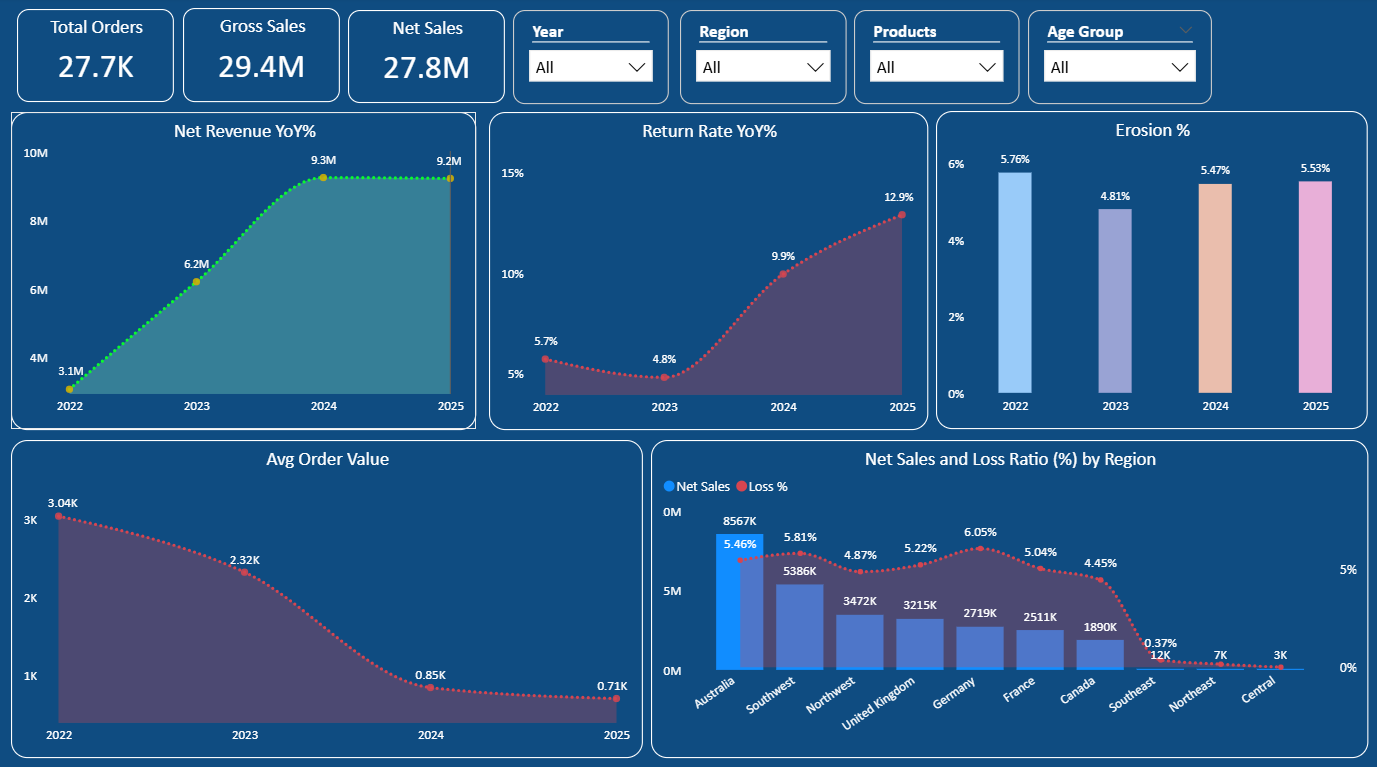 Total Orders
27.7K
Gross Sales
29.4M
Net Sales
27.8M
Year
All
Region
All
Products
All
Age Group
All
Net Revenue YoY%
10M
8M
6M
4M
3.1M
6.2M
9.3M
9.2M
2022 2023 2024 2025
Return Rate YoY%
15%
10%
5%
5.7%
4.8%
9.9%
12.9%
2022 2023 2024 2025
Erosion %
6%
4%
2%
0%
5.76%
4.81%
5.47%
5.53%
2022 2023 2024 2025
Avg Order Value
3K
2K
1K
3.04K
2.32K
0.85K
0.71K
2022 2023 2024 2025
Net Sales and Loss Ratio (%) by Region
Net Sales Loss %
0M
5M
0M
8567K
5.46%
5.81%
5386K
4.87%
3472K
5.22%
3215K
6.05%
2719K
5.04%
2511K
4.45%
1890K
0.37%
12K
7K
3K
5%
0%
Australia
Southwest
Northwest
United Kingdom
Germany
France
Canada
Southeast
Northeast
Central